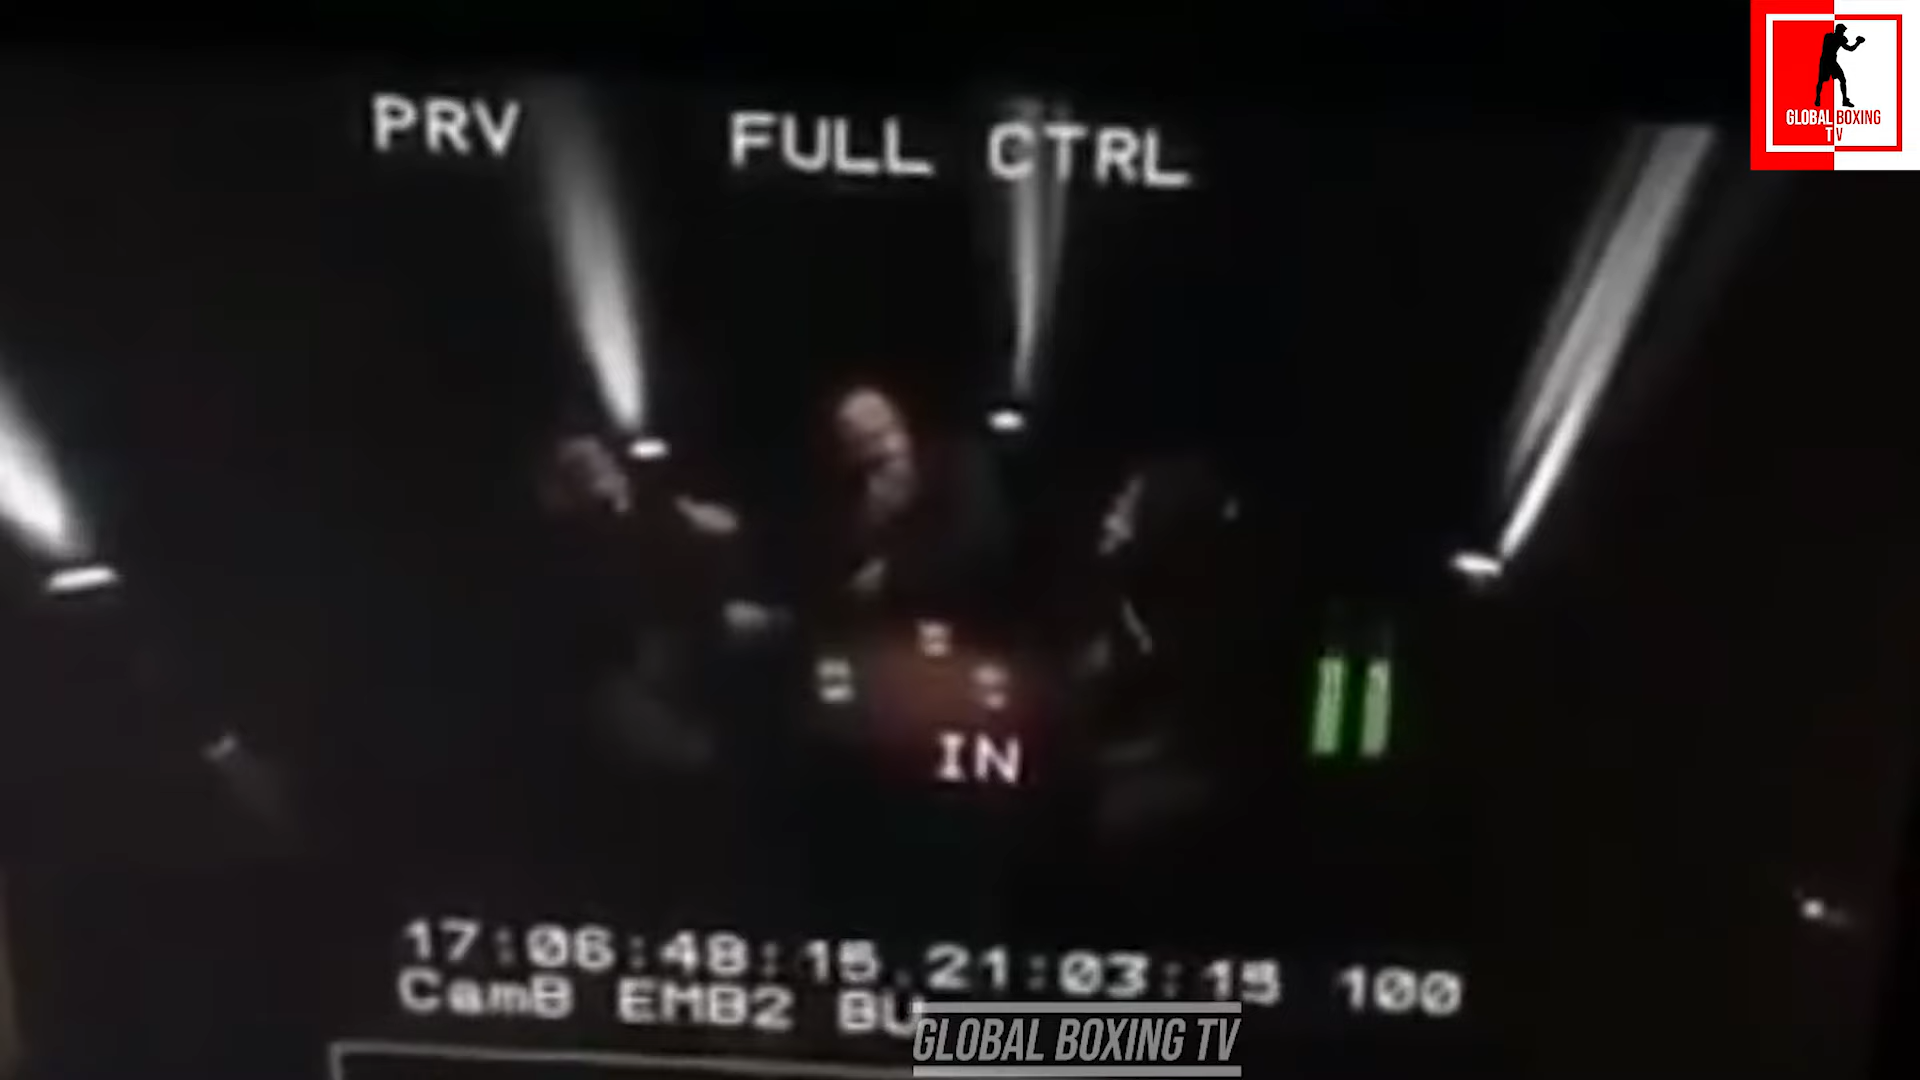 PRV FULL CTRL
GLOBAL BOXING
TV
IN
17:06:48:15 21:03:15 100
CamB EMB2 BU
GLOBAL BOXING TV